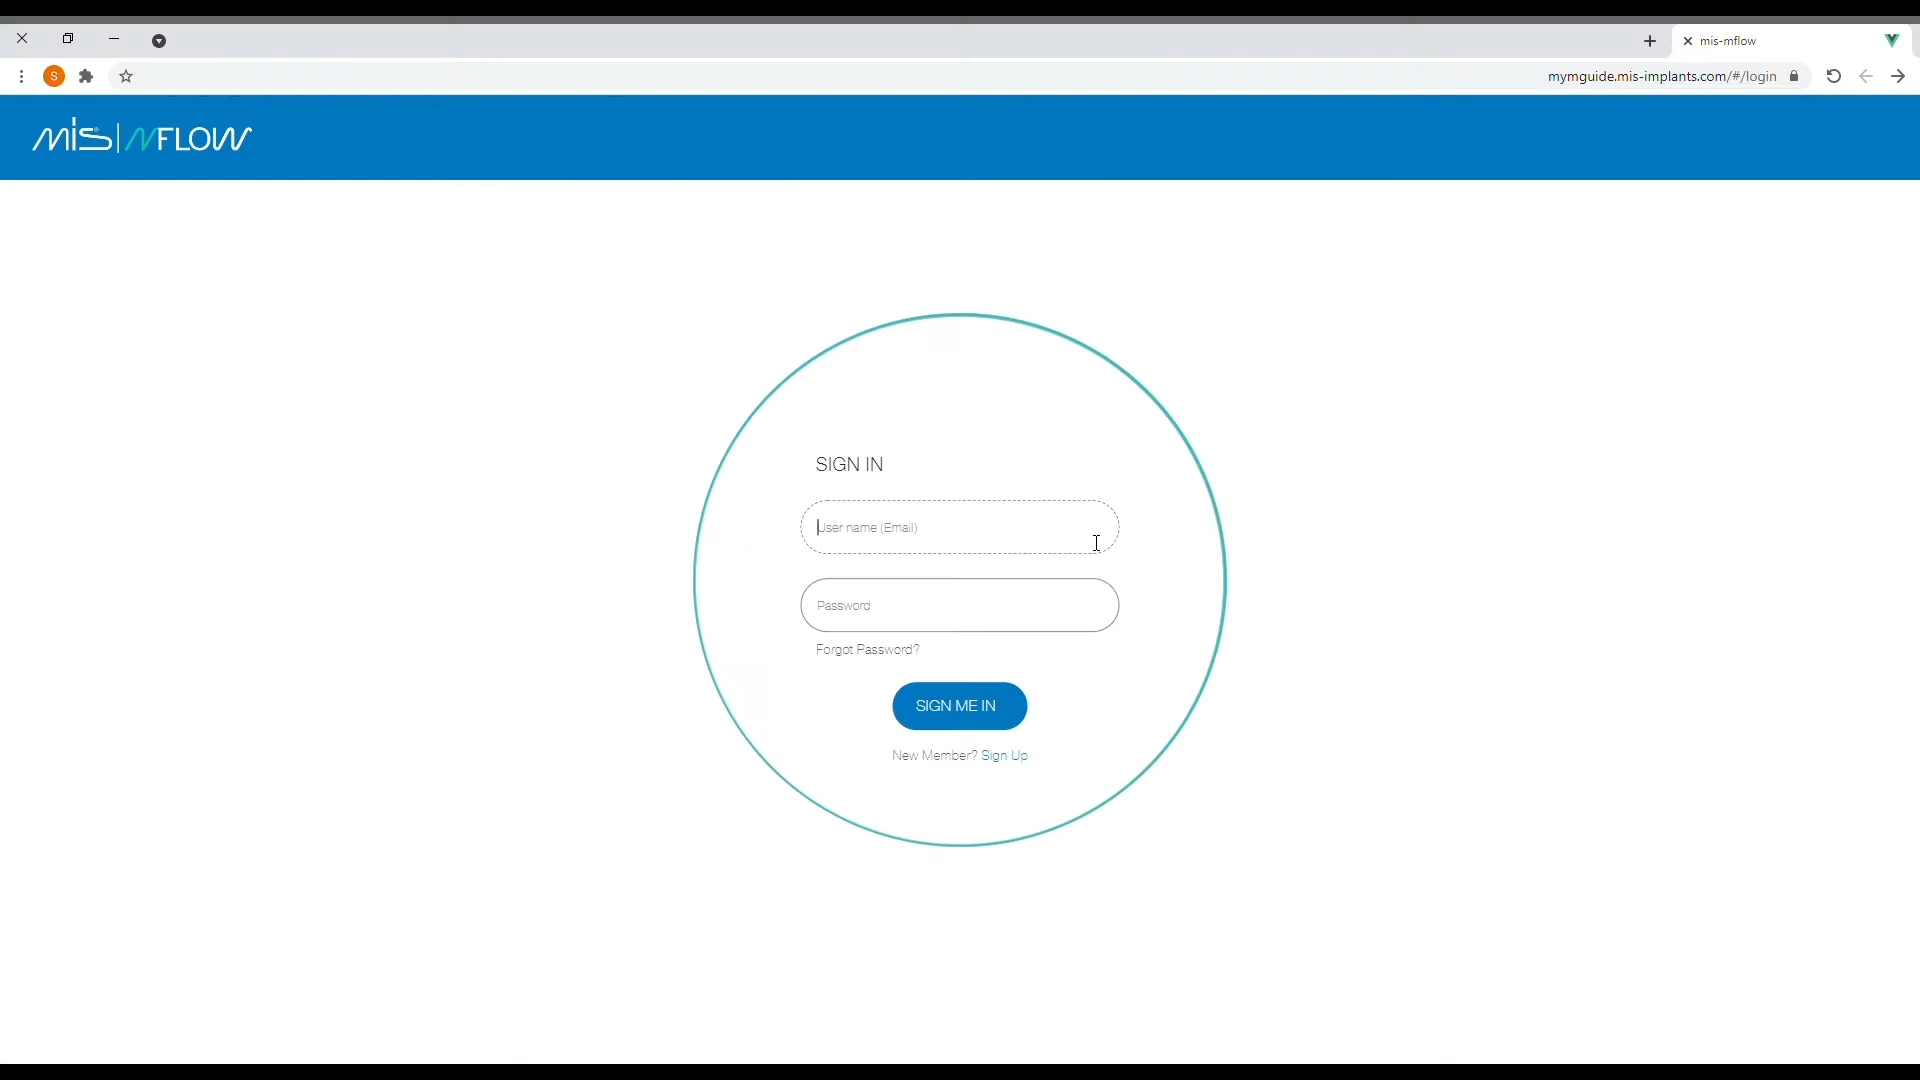 mis-mflow
S
mymguide.mis-implants.com/#/login
mis | MFLOW
SIGN IN
User name (Email)
Password
Forgot Password?
SIGN ME IN
New Member? Sign Up